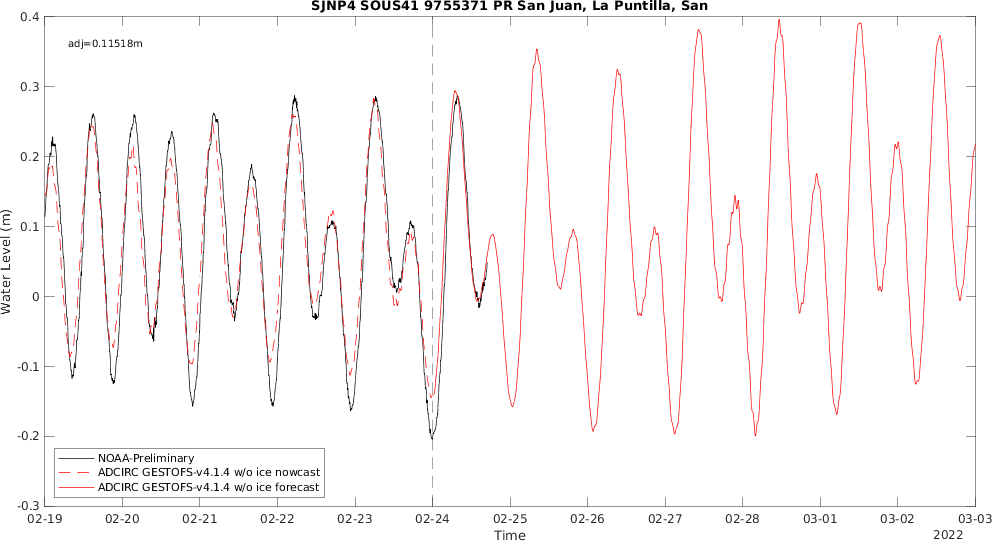 SJNP4 SOUS41 9755371 PR San Juan, La Puntilla, San
adj=0.11518m
Water Level (m)
0.4
0.3
0.2
0.1
0
-0.1
-0.2
-0.3
NOAA-Preliminary
ADCIRC GESTOFS-v4.1.4 w/o ice nowcast
ADCIRC GESTOFS-v4.1.4 w/o ice forecast
02-19 02-20 02-21 02-22 02-23 02-24 02-25 02-26 02-27 02-28 03-01 03-02 03-03
Time
2022